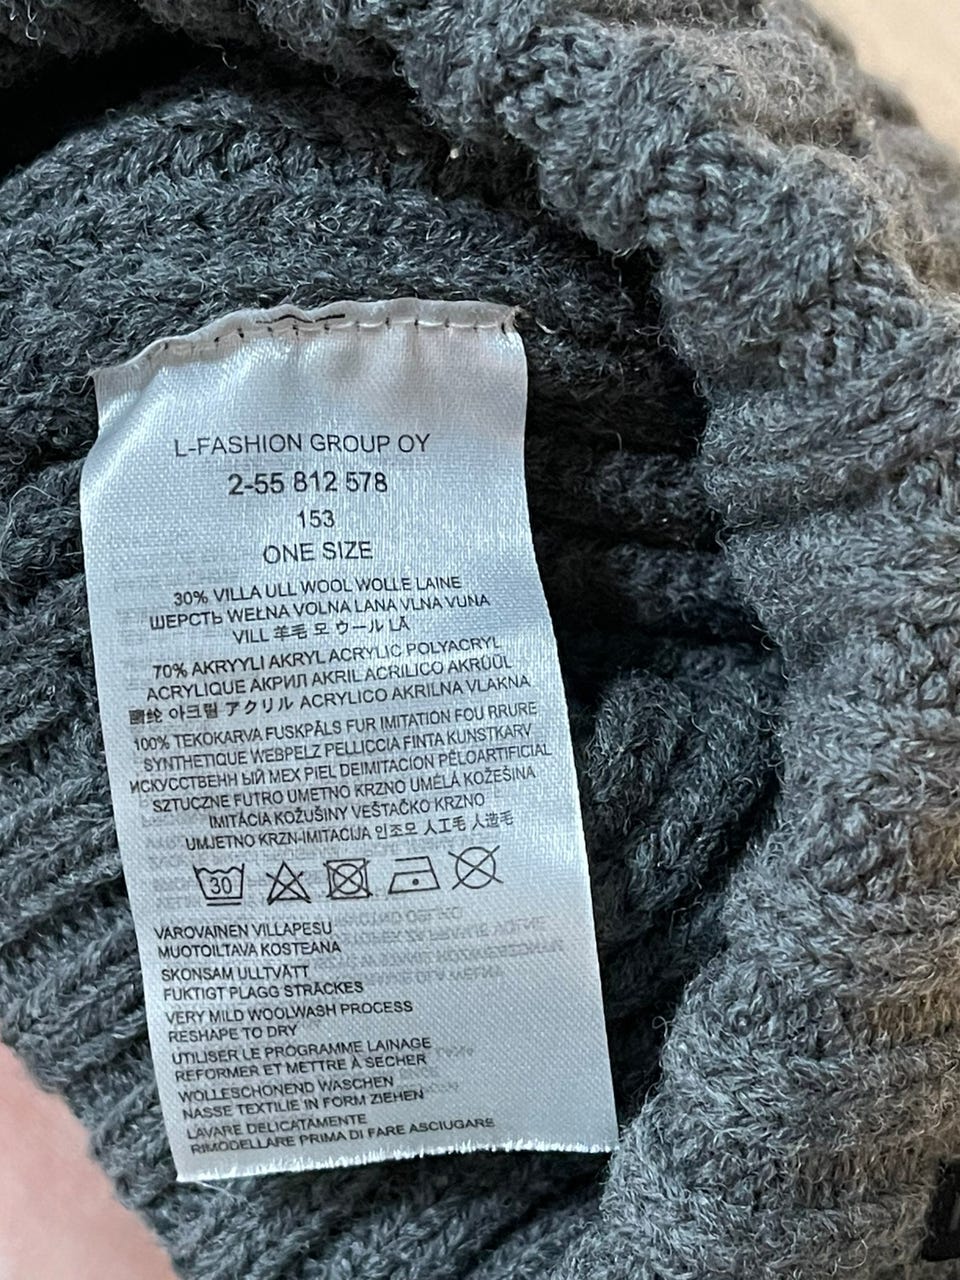 L-FASHION GROUP OY
2-55 812 578
153
ONE SIZE
30% VILLA ULL WOOL WOLLE LAINE
ШЕРСТЬ WEŁNA VOLNA LANA VLNA VUNA
VILL 羊毛 모 ウール LĀ
70% AKRYYLI AKRYL ACRYLIC POLYACRYL
ACRYLIQUE АКРИЛ AKRIL ACRILICO AKRÜÜL
아크릴 アクリル ACRYLICO AKRILNA VLAKNA
100% TEKOKARVA FUSKPÄLS FUR IMITATION FOU RRURE
SYNTHETIQUE WEBPELZ PELLICCIA FINTA KUNSTKARV
ИСКУССТВЕНН ЫЙ МЕХ PIEL DEIMITACION PËLOARTIFICIAL
SZTUCZNE FUTRO UMETNO KRZNO UMĚLÁ KOŽEŠINA
IMITÁCIA KOŽUŠINY VEŠTAČKO KRZNO
UMJETNO KRZN-IMITACIJA 인조모 人工毛 人造毛
30
VAROVAINEN VILLAPESU
MUOTOILTAVA KOSTEANA
SKONSAM ULLTVÄTT
FUKTIGT PLAGG STRÄCKES
VERY MILD WOOLWASH PROCESS
RESHAPE TO DRY
UTILISER LE PROGRAMME LAINAGE
REFORMER ET METTRE À SECHER
WOLLESCHONEND WASCHEN
NASSE TEXTILIE IN FORM ZIEHEN
LAVARE DELICATAMENTE
RIMODELLARE PRIMA DI FARE ASCIUGARE